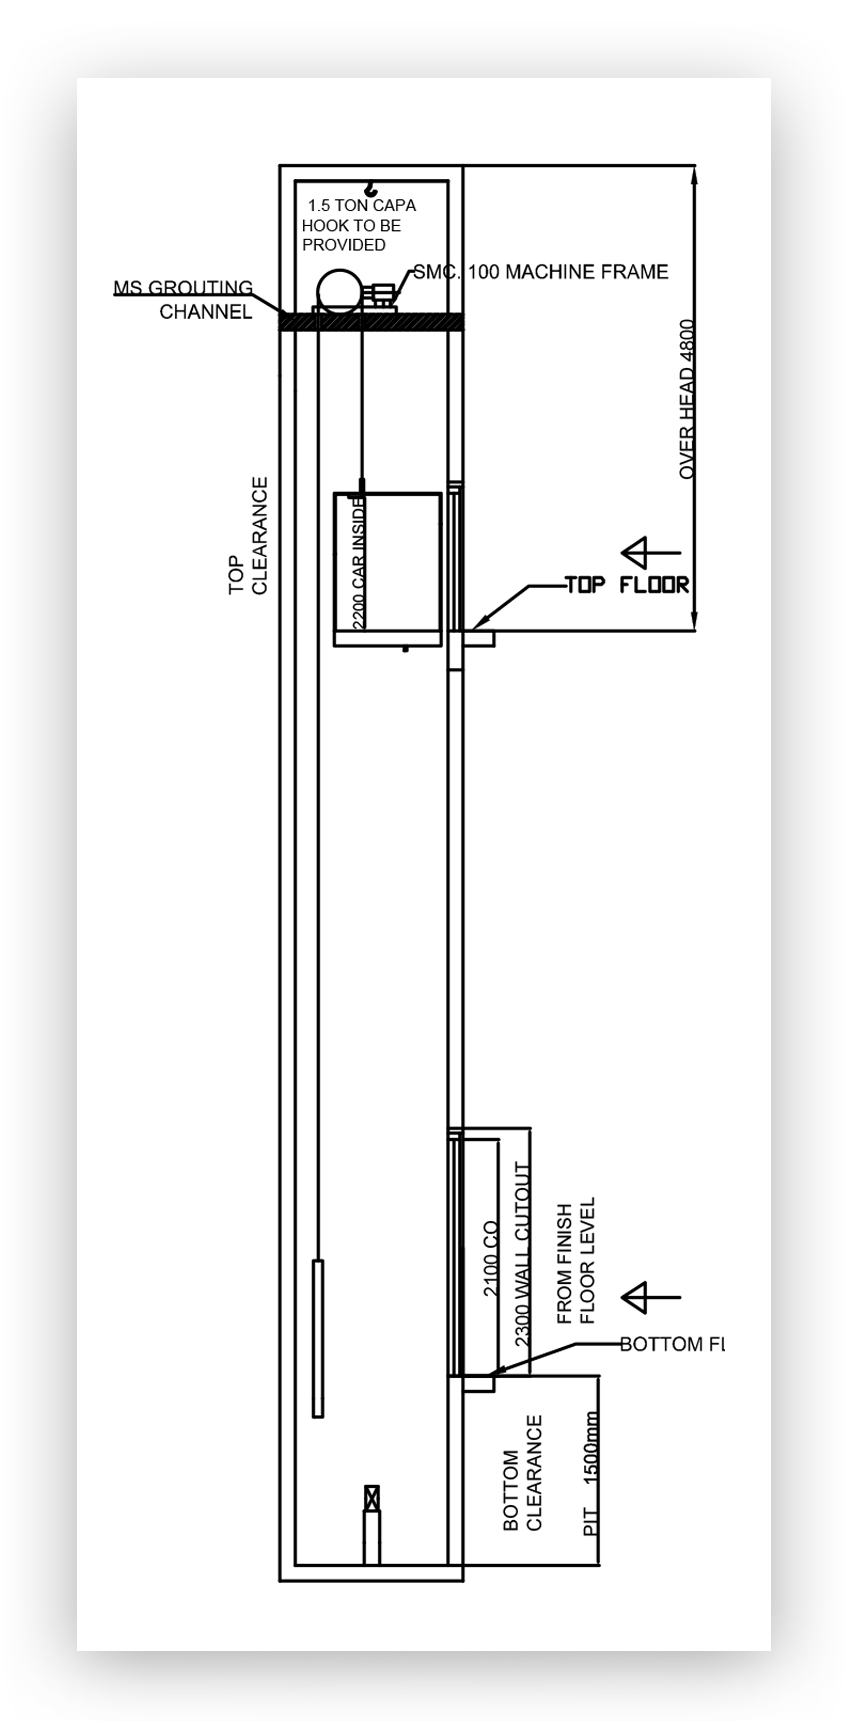 1.5 TON CAPA
HOOK TO BE
PROVIDED
SMC. 100 MACHINE FRAME
MS GROUTING
CHANNEL
OVER HEAD 4800
TOP
CLEARANCE
2200 CAR INSIDE
TOP FLOOR
2100 CO
2300 WALL CUTOUT
FROM FINISH
FLOOR LEVEL
BOTTOM FL
BOTTOM
CLEARANCE
PIT 1500mm